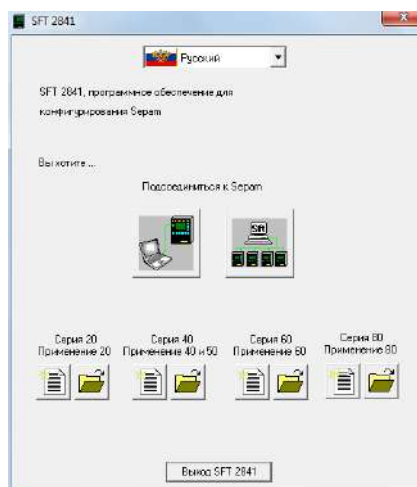 SFT 2841
Русский
SFT 2841, программное обеспечение для
конфигурирования Sepam
Вы хотите ...
Подсоединиться к Sepam
Sft
Серия 20
Применение 20
Серия 40
Применение 40 и 50
Серия 60
Применение 60
Серия 80
Применение 80
Выход SFT 2841